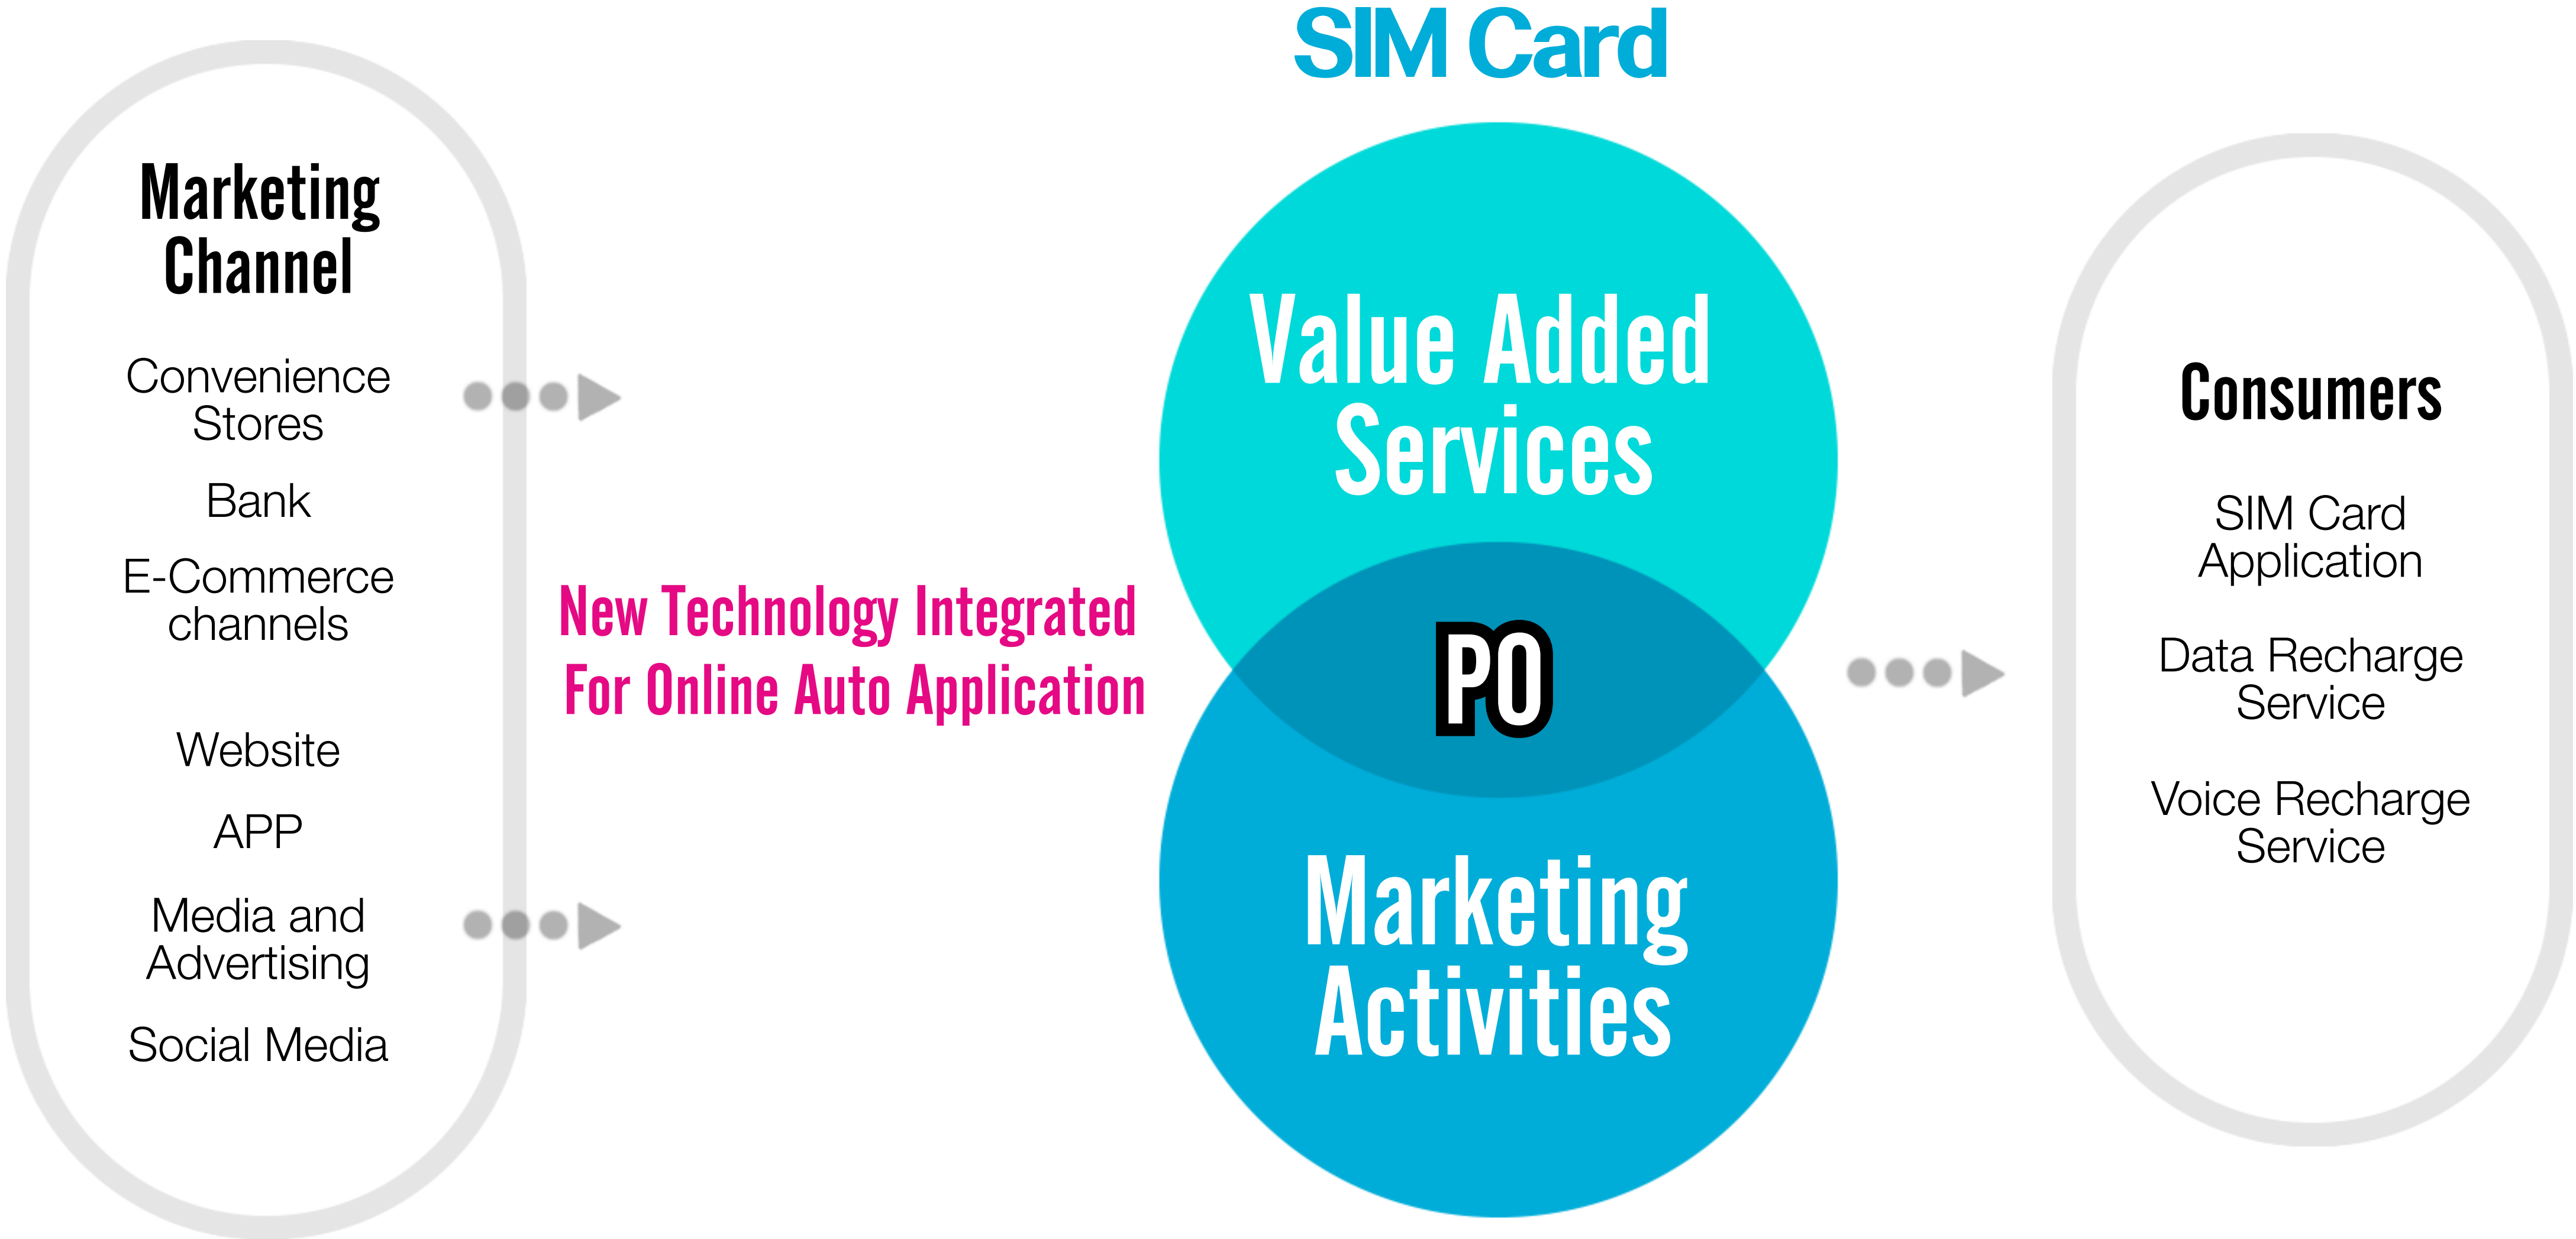 SIM Card
Marketing
Channel
Convenience
Stores
Bank
E-Commerce
channels
Website
APP
Media and
Advertising
Social Media
New Technology Integrated
For Online Auto Application
Value Added
Services
PO
Marketing
Activities
Consumers
SIM Card
Application
Data Recharge
Service
Voice Recharge
Service